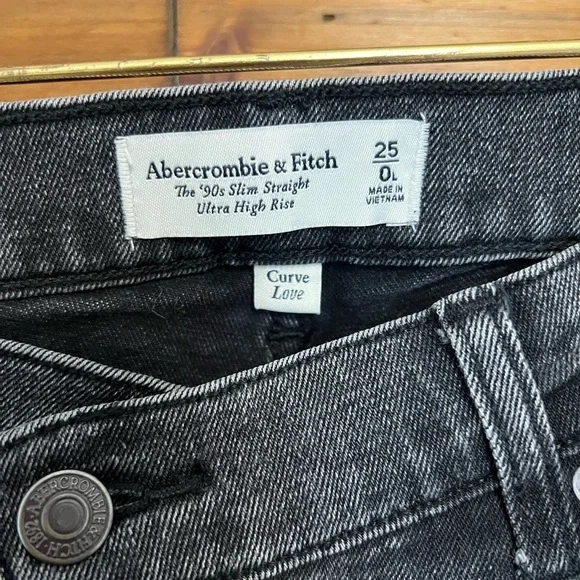 Abercrombie & Fitch
The '90s Slim Straight
Ultra High Rise
25
0L
MADE IN
VIETNAM
Curve
Love
ABERCROMBIE & FITCH · 1892 ·